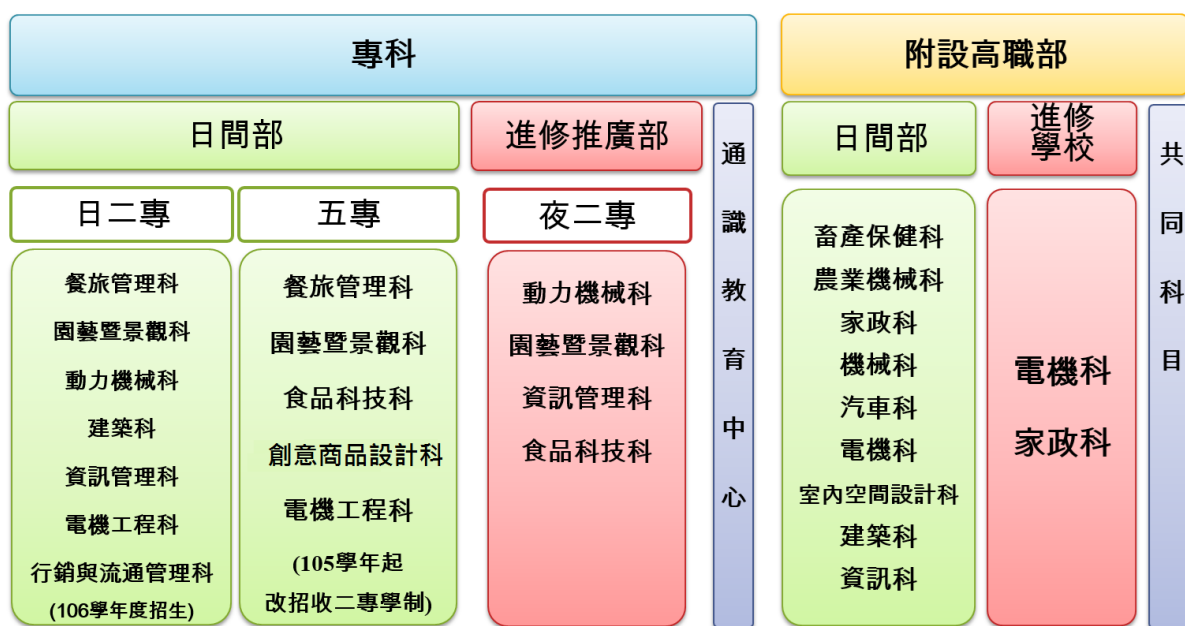 專科
日間部
日二專
餐旅管理科
園藝暨景觀科
動力機械科
建築科
資訊管理科
電機工程科
行銷與流通管理科
(106學年度招生)
五專
餐旅管理科
園藝暨景觀科
食品科技科
創意商品設計科
電機工程科
(105學年起
改招收二專學制)
進修推廣部
夜二專
動力機械科
園藝暨景觀科
資訊管理科
食品科技科
通識教育中心
附設高職部
日間部
畜產保健科
農業機械科
家政科
機械科
汽車科
電機科
室內空間設計科
建築科
資訊科
進修
學校
電機科
家政科
共同科目